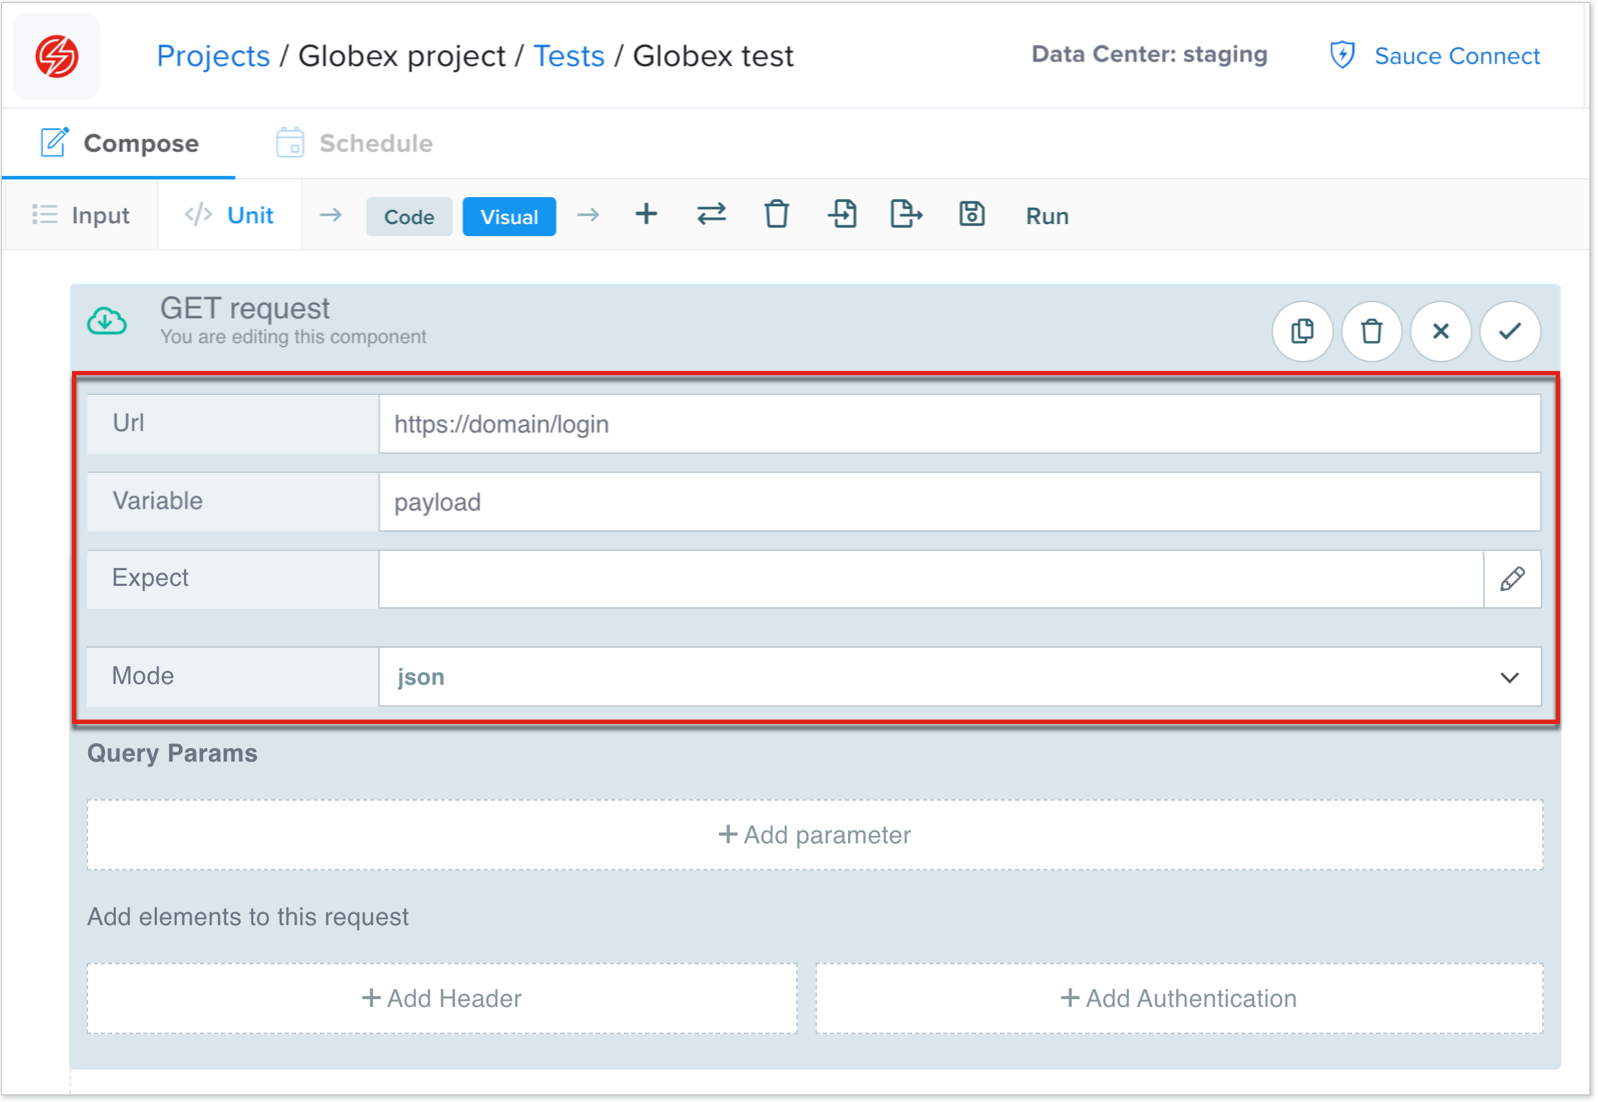 Projects / Globex project / Tests / Globex test
Data Center: staging
Sauce Connect
Compose
Schedule
Input
</> Unit
Code
Visual
Run
GET request
You are editing this component
Url
https://domain/login
Variable
payload
Expect
Mode
json
Query Params
+ Add parameter
Add elements to this request
+ Add Header
+ Add Authentication